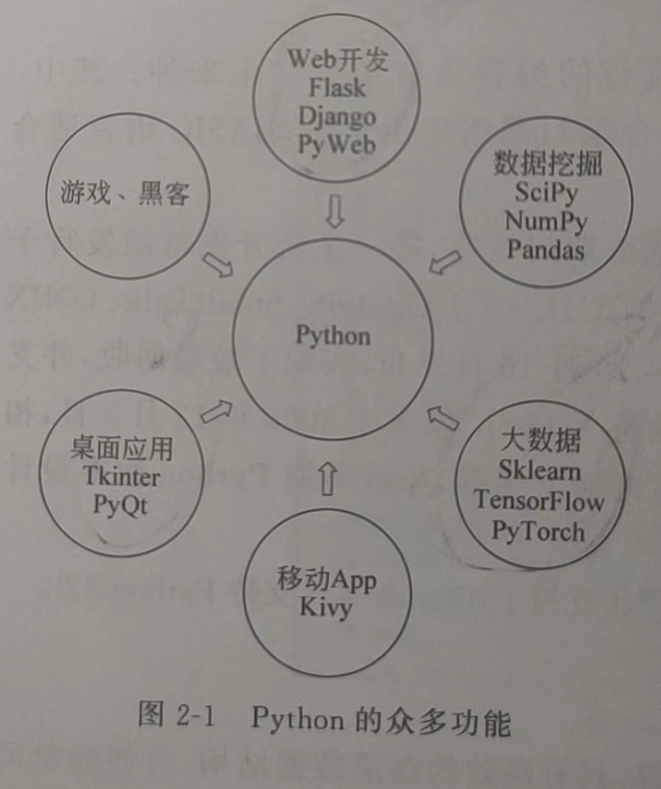 Web开发
Flask
Django
PyWeb
游戏、黑客
数据挖掘
SciPy
NumPy
Pandas
Python
桌面应用
Tkinter
PyQt
大数据
Sklearn
TensorFlow
PyTorch
移动App
Kivy
图 2-1 Python 的众多功能